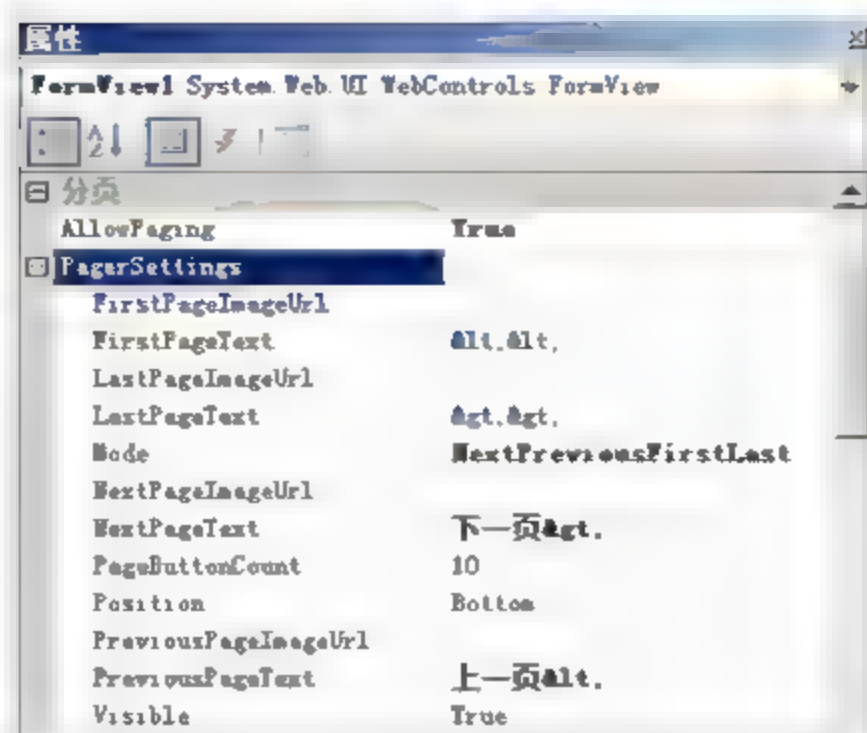 属性
FormView1 System.Web.UI.WebControls.FormView
分页
AllowPaging True
PagerSettings
FirstPageImageUrl
FirstPageText &lt;&lt;
LastPageImageUrl
LastPageText &gt;&gt;
Mode NextPreviousFirstLast
NextPageImageUrl
NextPageText 下一页&gt;
PageButtonCount 10
Position Bottom
PreviousPageImageUrl
PreviousPageText 上一页&lt;
Visible True